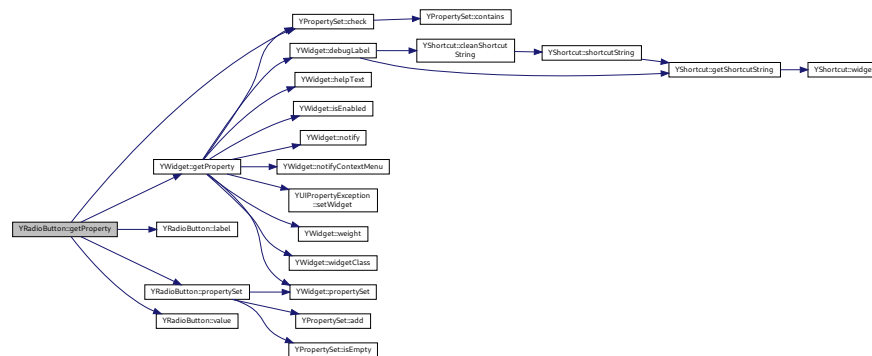 YPropertySet::check
YPropertySet::contains
YWidget::debugLabel
YShortcut::cleanShortcut
String
YShortcut::shortcutString
YShortcut::getShortcutString
YShortcut::widget
YWidget::helpText
YWidget::isEnabled
YWidget::notify
YWidget::getProperty
YWidget::notifyContextMenu
YUIPropertyException
::setWidget
YRadioButton::getProperty
YRadioButton::label
YWidget::weight
YWidget::widgetClass
YRadioButton::propertySet
YWidget::propertySet
YRadioButton::value
YPropertySet::add
YPropertySet::isEmpty